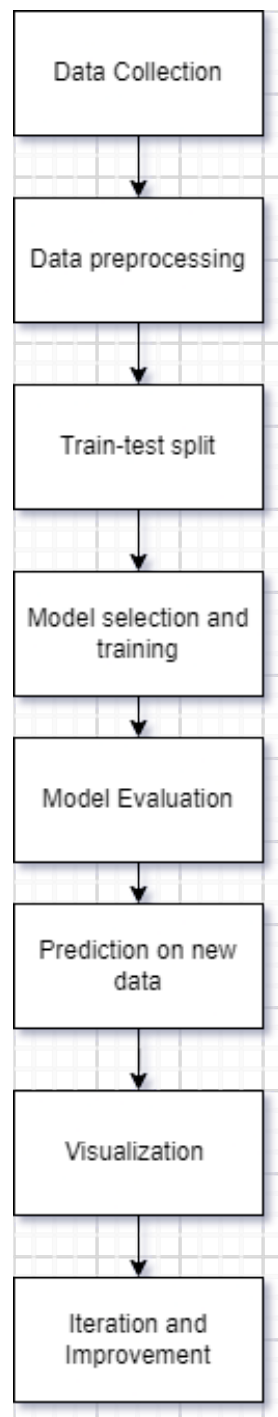 Data Collection
Data preprocessing
Train-test split
Model selection and
training
Model Evaluation
Prediction on new
data
Visualization
Iteration and
Improvement